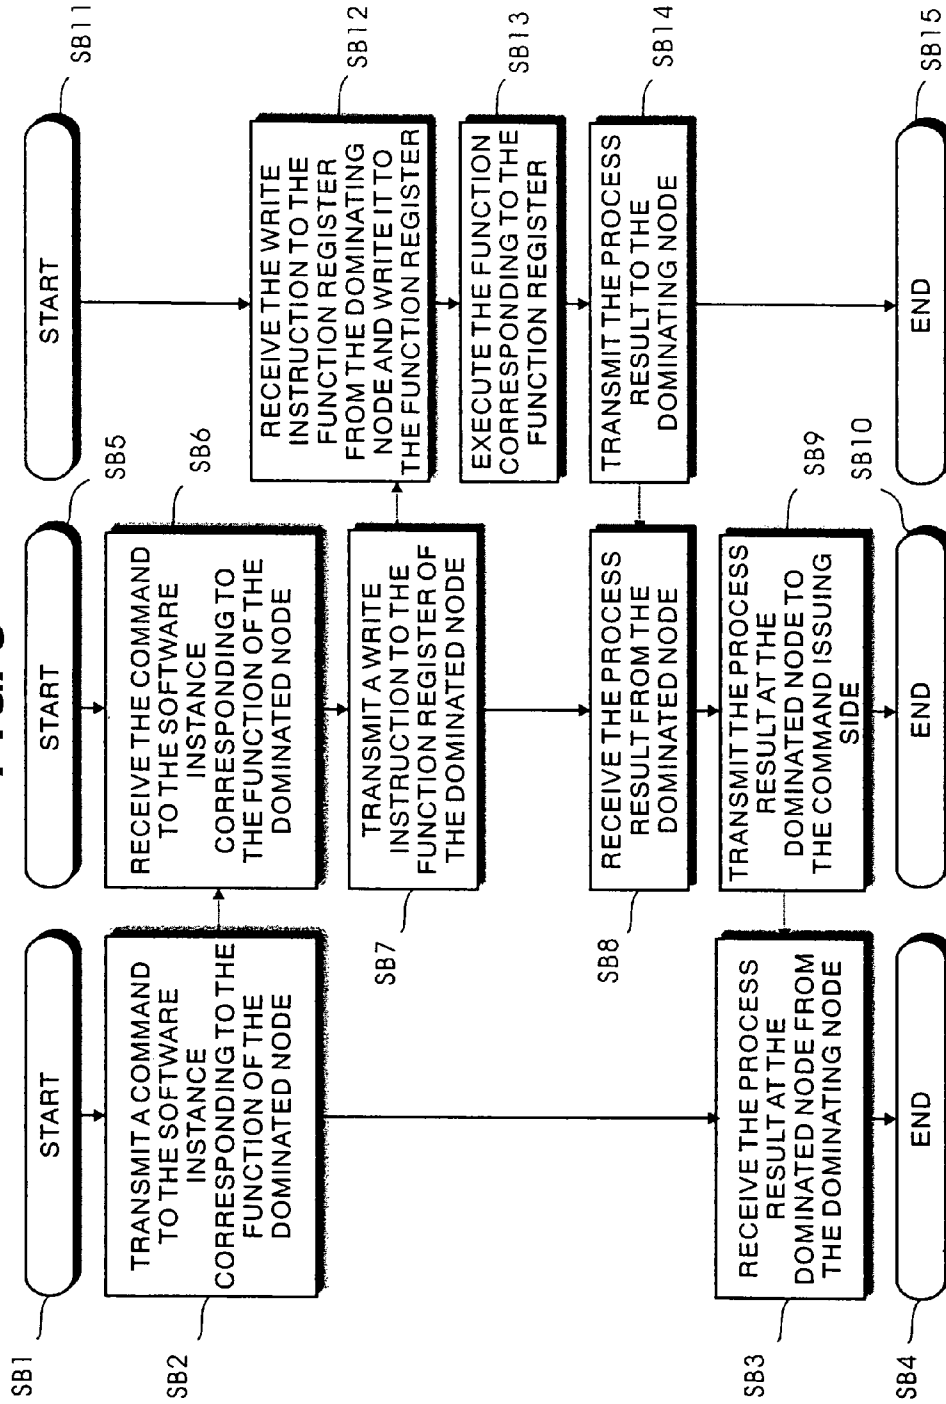 SB1
START
SB2
TRANSMIT A COMMAND
TO THE SOFTWARE
INSTANCE
CORRESPONDING TO THE
FUNCTION OF THE
DOMINATED NODE
SB3
RECEIVE THE PROCESS
RESULT AT THE
DOMINATED NODE FROM
THE DOMINATING NODE
SB4
END
START
SB5
RECEIVE THE COMMAND
TO THE SOFTWARE
INSTANCE
CORRESPONDING TO
THE FUNCTION OF THE
DOMINATED NODE
SB6
SB7
TRANSMIT A WRITE
INSTRUCTION TO THE
FUNCTION REGISTER OF
THE DOMINATED NODE
SB8
RECEIVE THE PROCESS
RESULT FROM THE
DOMINATED NODE
TRANSMIT THE PROCESS
RESULT AT THE
DOMINATED NODE TO
THE COMMAND ISSUING
SIDE
SB9
END
SB10
START
SB11
RECEIVE THE WRITE
INSTRUCTION TO THE
FUNCTION REGISTER
FROM THE DOMINATING
NODE AND WRITE IT TO
THE FUNCTION REGISTER
SB12
EXECUTE THE FUNCTION
CORRESPONDING TO THE
FUNCTION REGISTER
SB13
TRANSMIT THE PROCESS
RESULT TO THE
DOMINATING NODE
SB14
END
SB15